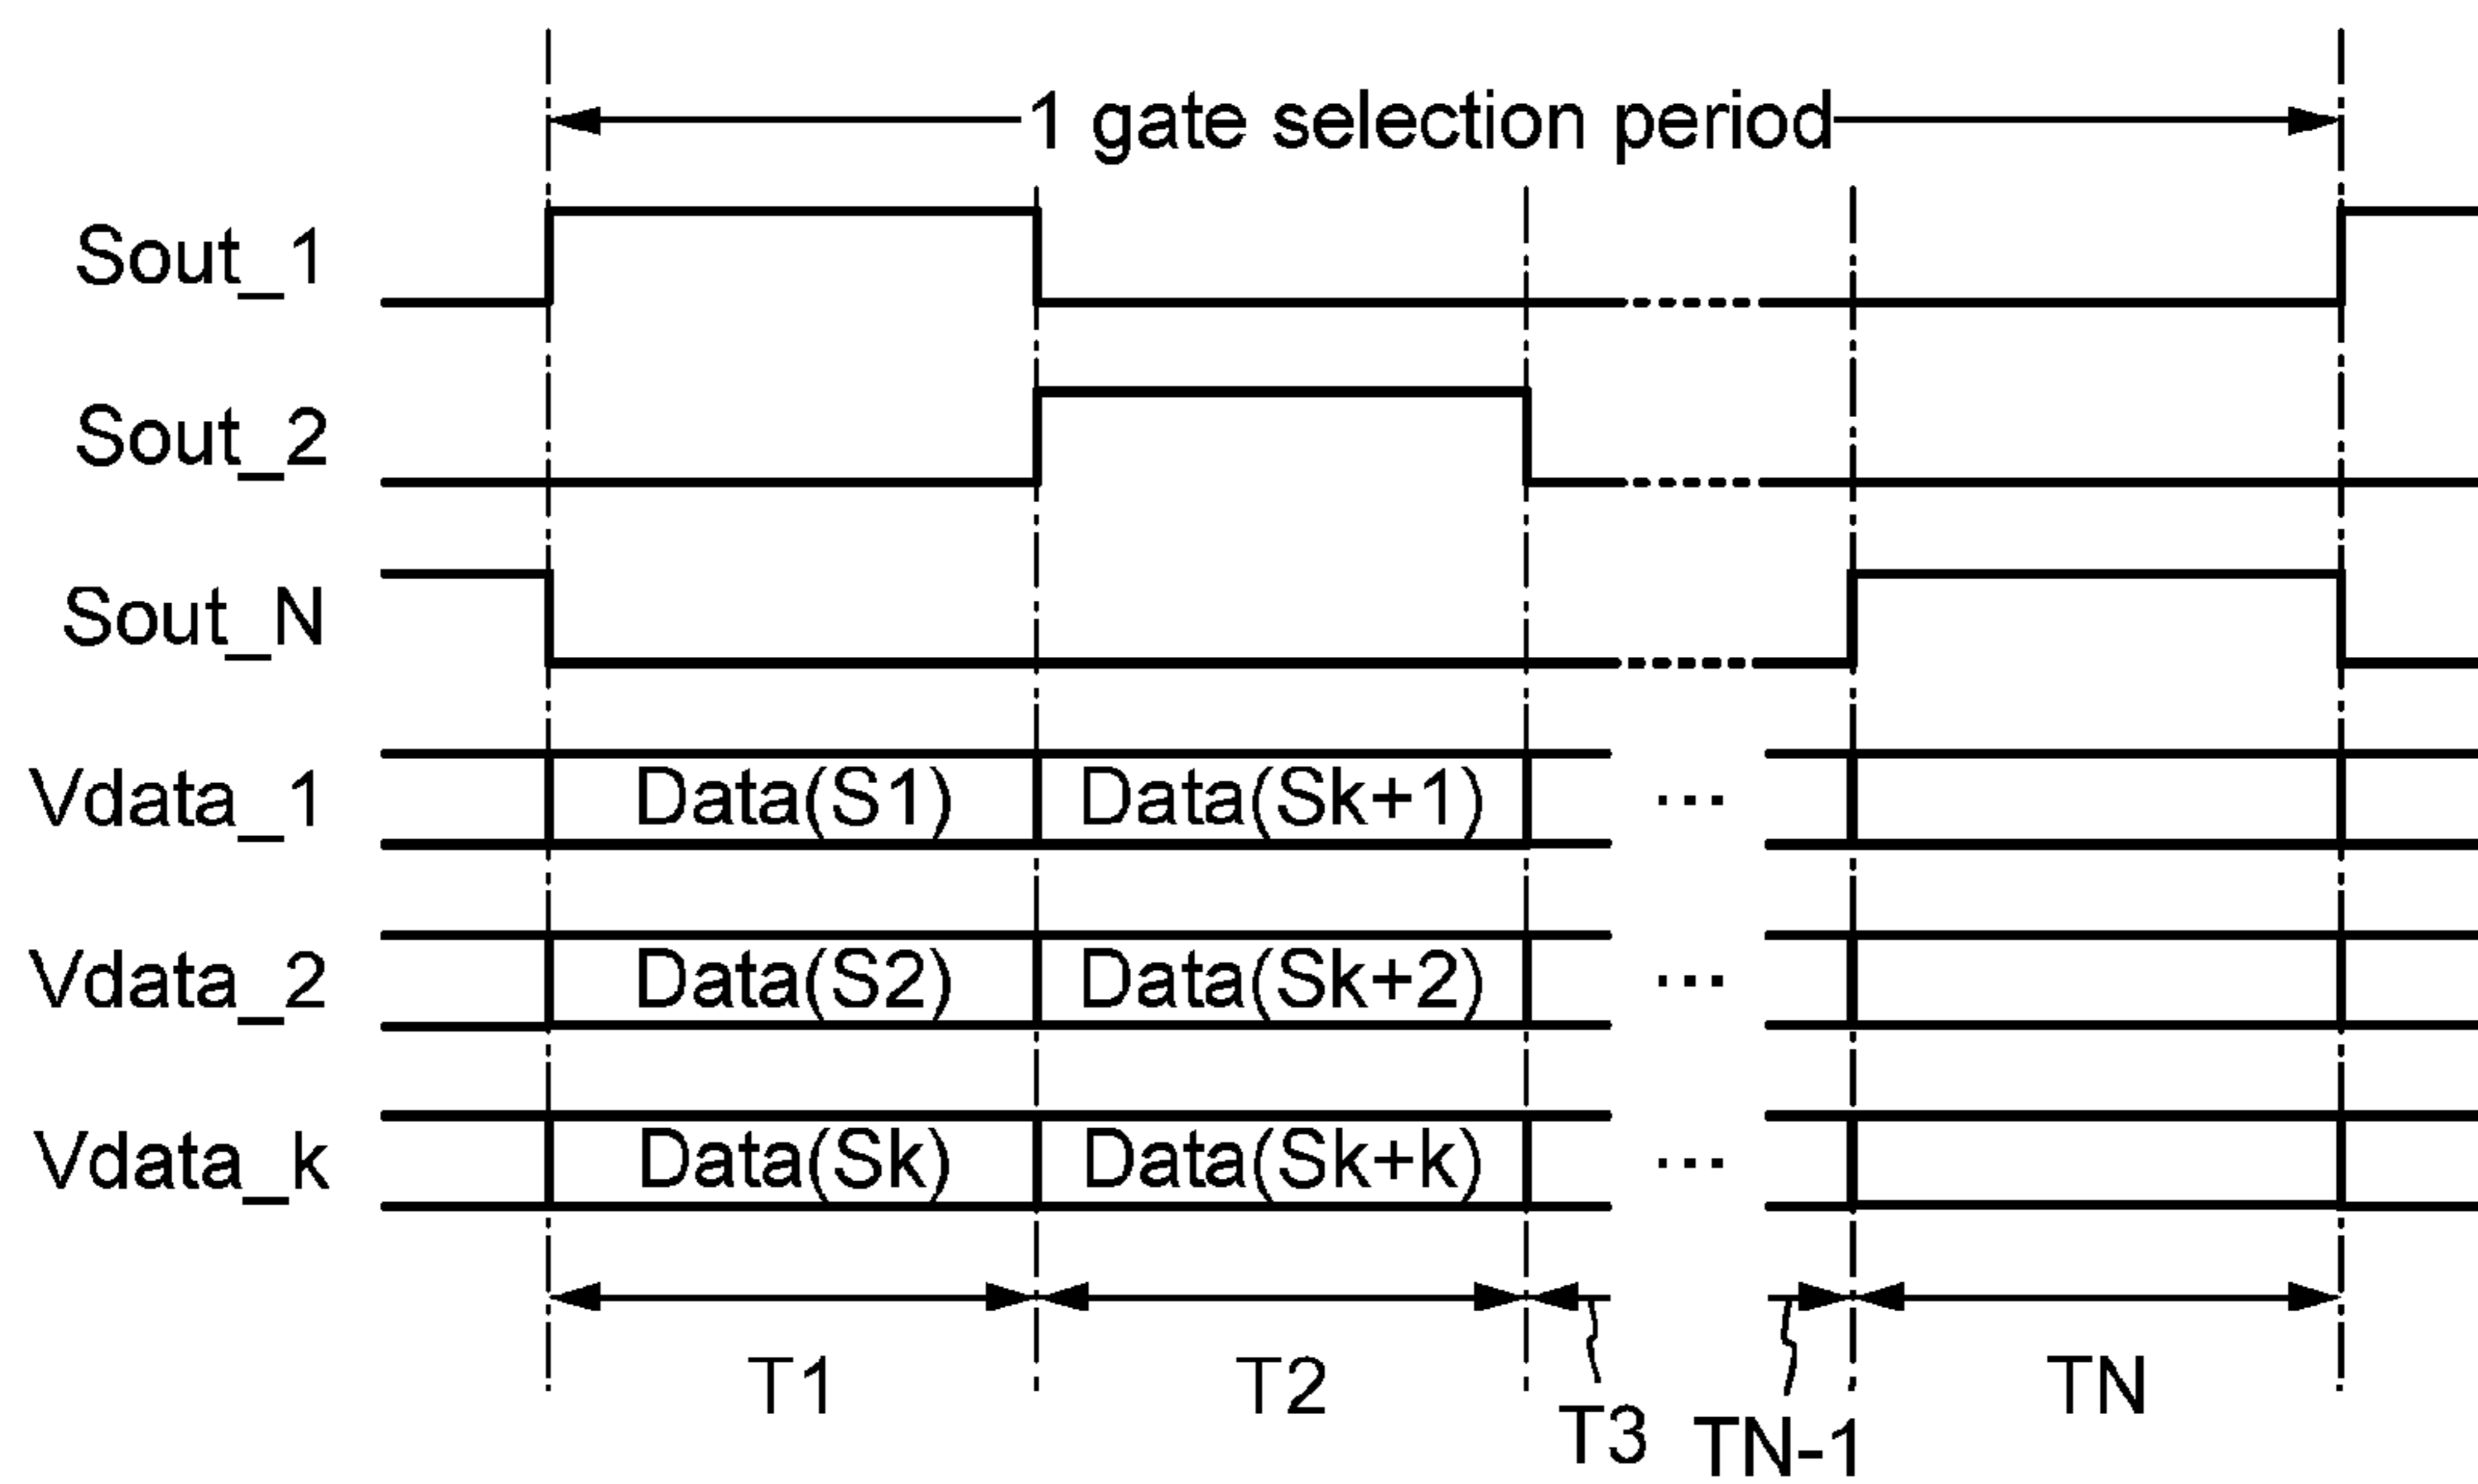 1 gate selection period
Sout_1
Sout_2
Sout_N
Vdata_1 Data(S1) Data(Sk+1) ...
Vdata_2 Data(S2) Data(Sk+2) ...
Vdata_k Data(Sk) Data(Sk+k) ...
T1 T2 TN
T3 TN-1